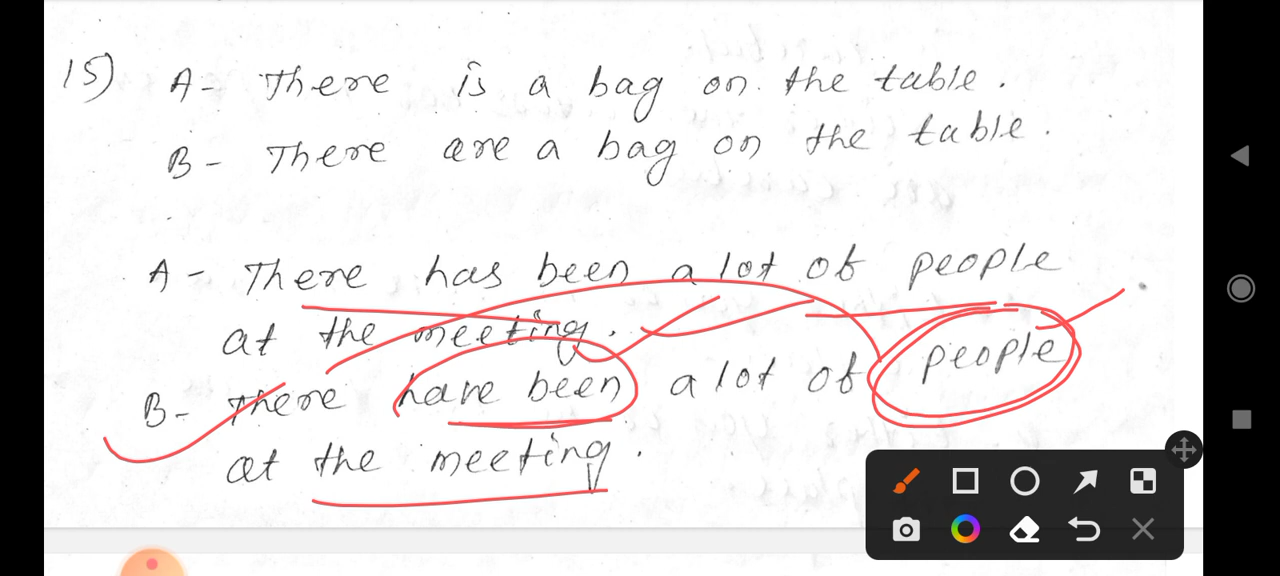 15) A- There is a bag on the table.
B- There are a bag on the table.
A- There has been a lot of people
at the meeting.
B- There have been a lot of people
at the meeting.